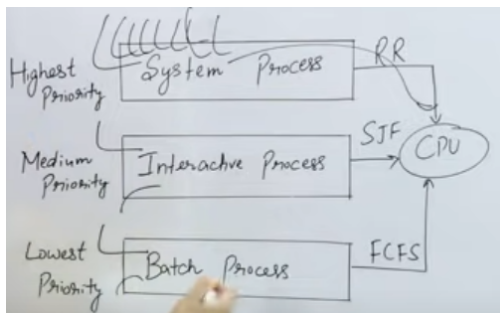 Highest
Priority
System Process
RR
Medium
Priority
Interactive Process
SJF
CPU
Lowest
Priority
Batch Process
FCFS